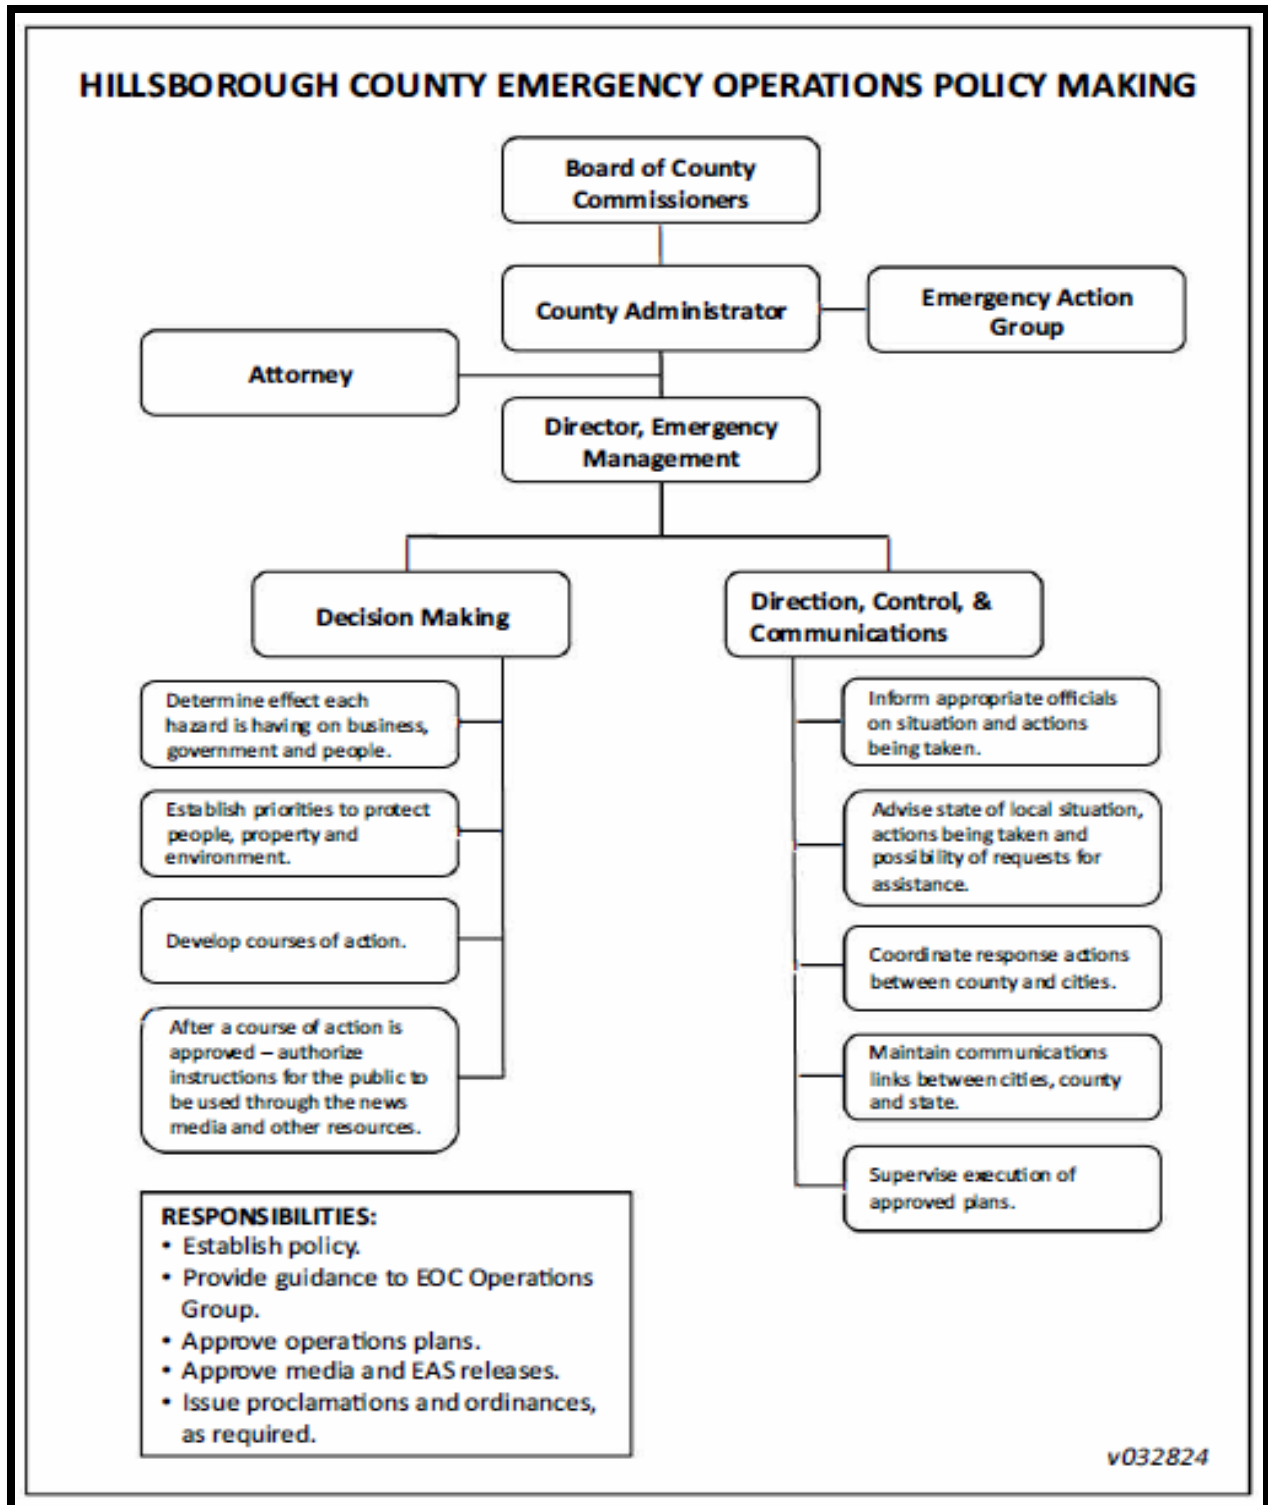 HILLSBOROUGH COUNTY EMERGENCY OPERATIONS POLICY MAKING
Board of County
Commissioners
County Administrator
Emergency Action
Group
Attorney
Director, Emergency
Management
Decision Making
Determine effect each
hazard is having on business,
government and people.
Establish priorities to protect
people, property and
environment.
Develop courses of action.
After a course of action is
approved – authorize
instructions for the public to
be used through the news
media and other resources.
Direction, Control, &
Communications
Inform appropriate officials
on situation and actions
being taken.
Advise state of local situation,
actions being taken and
possibility of requests for
assistance.
Coordinate response actions
between county and cities.
Maintain communications
links between cities, county
and state.
Supervise execution of
approved plans.
RESPONSIBILITIES:
• Establish policy.
• Provide guidance to EOC Operations
Group.
• Approve operations plans.
• Approve media and EAS releases.
• Issue proclamations and ordinances,
as required.
v032824